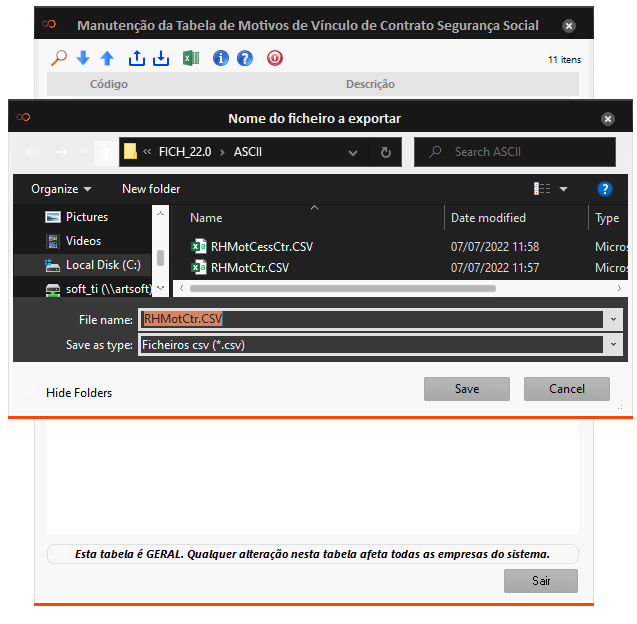 Manutenção da Tabela de Motivos de Vínculo de Contrato Segurança Social
11 itens
Código Descrição
Nome do ficheiro a exportar
« FICH_22.0 › ASCII
Search ASCII
Organize New folder
Pictures
Videos
Local Disk (C:)
soft_ti (\\artsoft)
Name Date modified Type
RHMotCessCtr.CSV 07/07/2022 11:58 Micros
RHMotCtr.CSV 07/07/2022 11:57 Micros
File name: RHMotCtr.CSV
Save as type: Ficheiros csv (*.csv)
Hide Folders
Save Cancel
Esta tabela é GERAL. Qualquer alteração nesta tabela afeta todas as empresas do sistema.
Sair